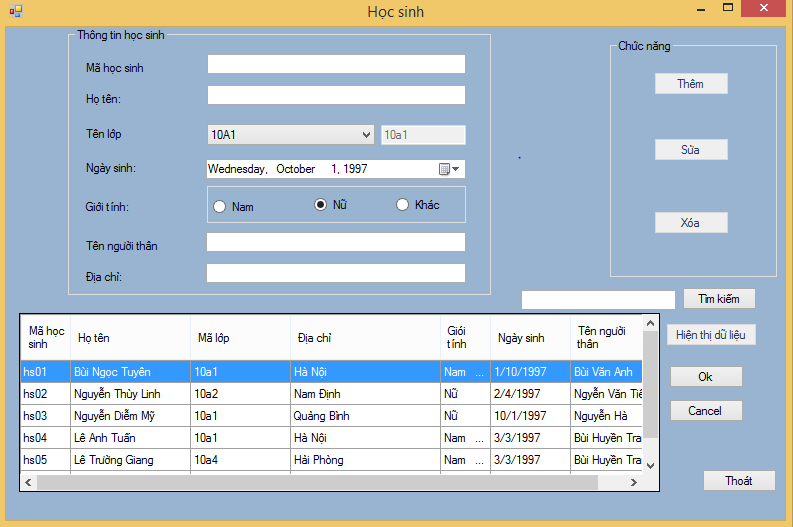 Học sinh
Thông tin học sinh
Mã học sinh
Họ tên:
Tên lớp 10A1 10a1
Ngày sinh: Wednesday, October 1, 1997
Giới tính: Nam Nữ Khác
Tên người thân
Địa chỉ:
Chức năng
Thêm
Sửa
Xóa
Tìm kiếm
Hiện thị dữ liệu
Ok
Cancel
Thoát
Mã học sinh Họ tên Mã lớp Địa chỉ Giới tính Ngày sinh Tên người thân
hs01 Bùi Ngọc Tuyên 10a1 Hà Nội Nam ... 1/10/1997 Bùi Văn Anh
hs02 Nguyễn Thùy Linh 10a2 Nam Định Nữ 2/4/1997 Ngyễn Văn Tiế
hs03 Nguyễn Diễm Mỹ 10a1 Quảng Bình Nữ 10/1/1997 Nguyễn Hà
hs04 Lê Anh Tuấn 10a1 Hà Nội Nam ... 3/3/1997 Bùi Huyền Tra
hs05 Lê Trường Giang 10a4 Hải Phòng Nam ... 3/3/1997 Bùi Huyền Tra